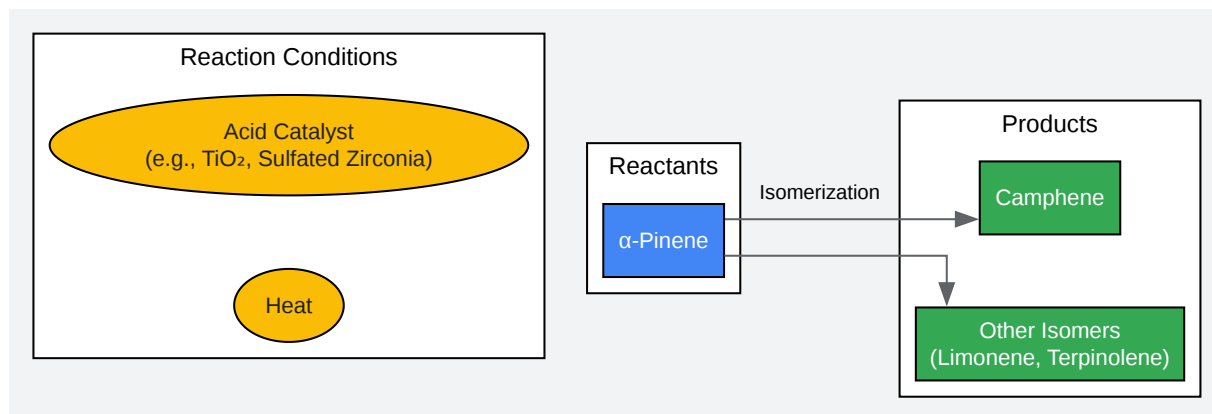 Reaction Conditions
Acid Catalyst
(e.g., TiO₂, Sulfated Zirconia)
Heat
Reactants
α-Pinene
Isomerization
Products
Camphene
Other Isomers
(Limonene, Terpinolene)